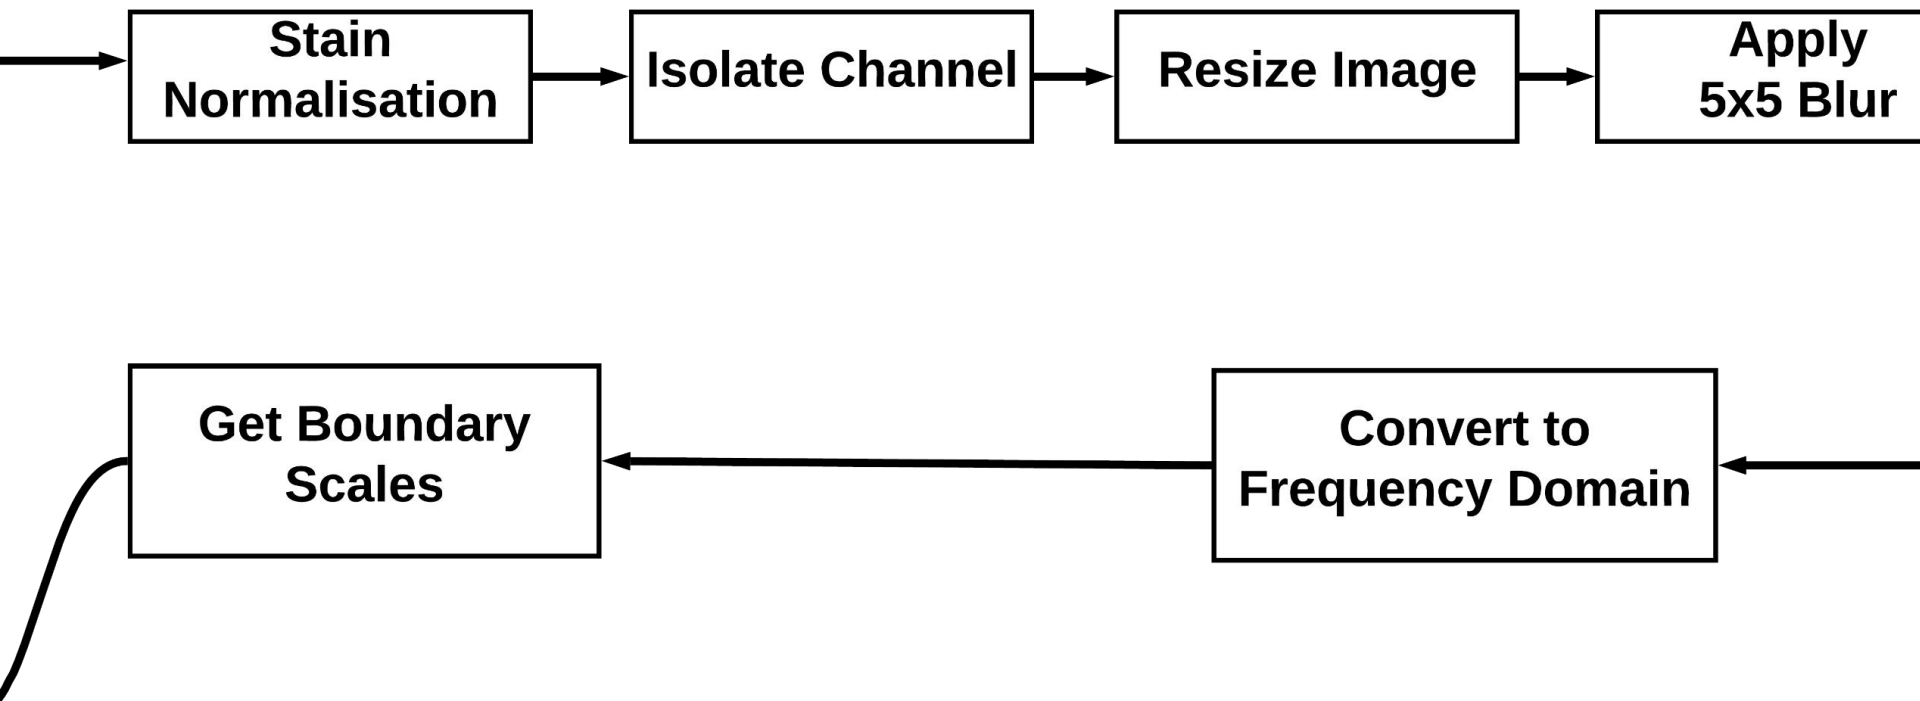 Stain
Normalisation
Isolate Channel
Resize Image
Apply
5x5 Blur
Get Boundary
Scales
Convert to
Frequency Domain